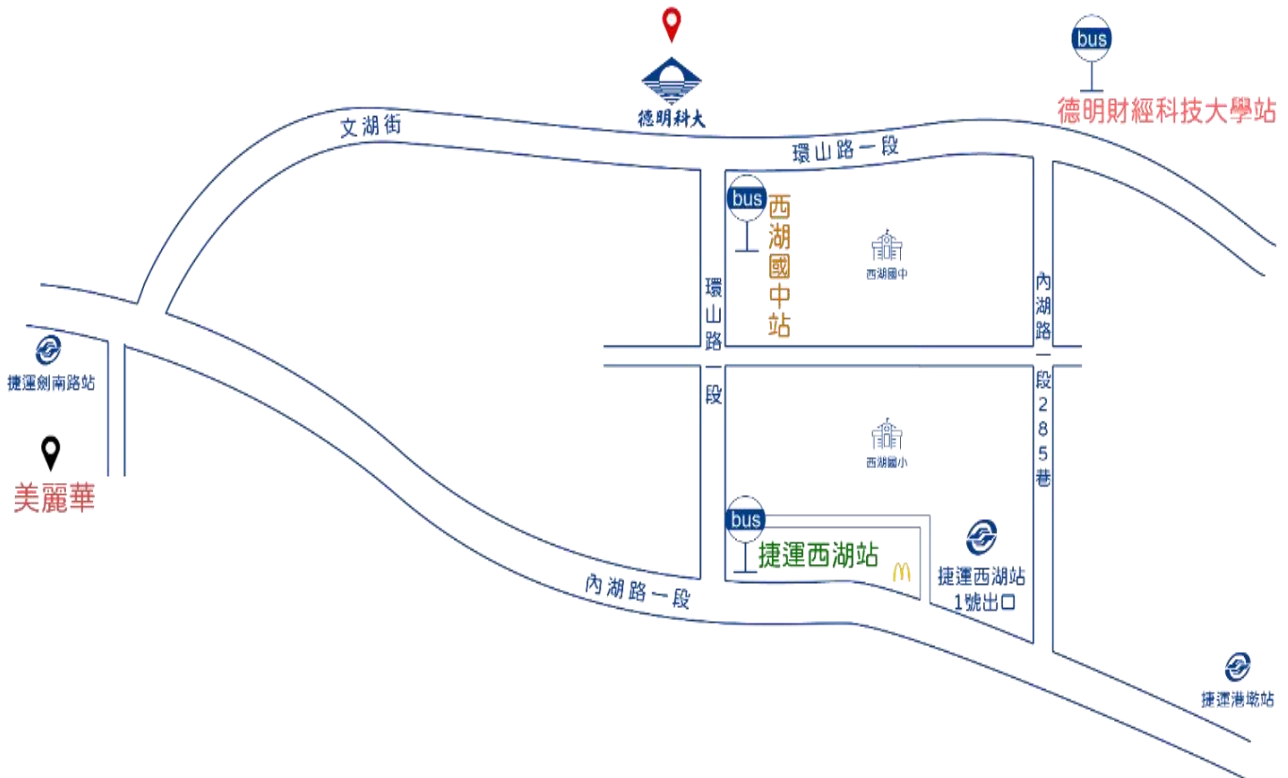 bus
德明財經科技大學站
德明科大
文湖街
環山路一段
bus
西湖國中站
西湖國中
環山路一段
內湖路一段285巷
捷運劍南路站
美麗華
西湖國小
bus
捷運西湖站
捷運西湖站
1號出口
內湖路一段
捷運港墘站